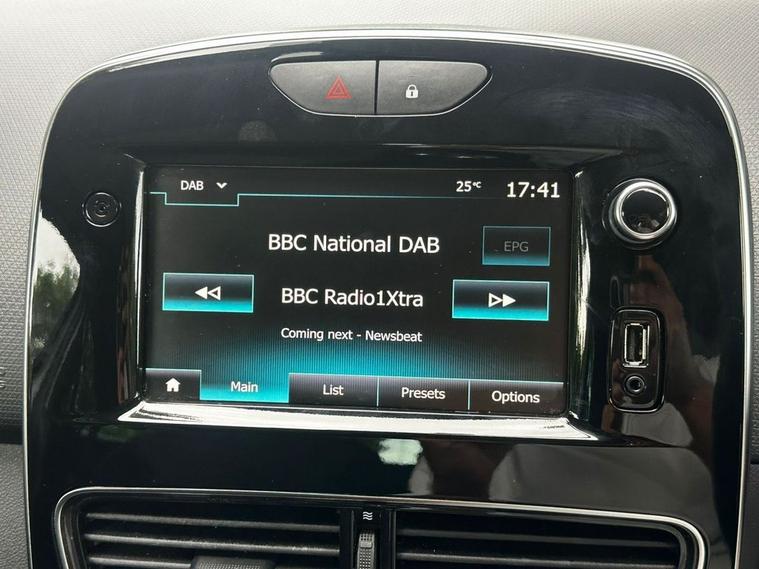 DAB 25°C 17:41
BBC National DAB EPG
BBC Radio1Xtra
Coming next - Newsbeat
Main List Presets Options